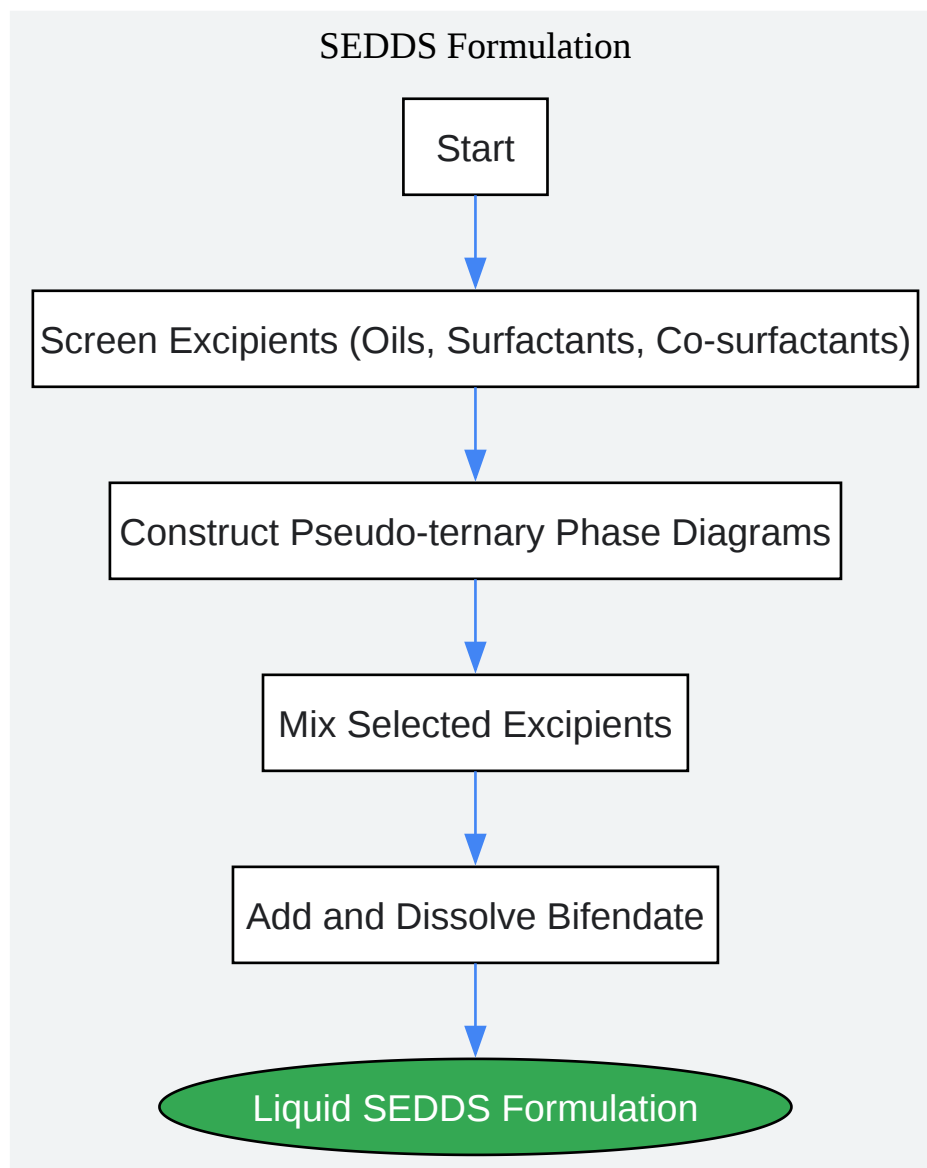 SEDDS Formulation
Start
Screen Excipients (Oils, Surfactants, Co-surfactants)
Construct Pseudo-ternary Phase Diagrams
Mix Selected Excipients
Add and Dissolve Bifendate
Liquid SEDDS Formulation